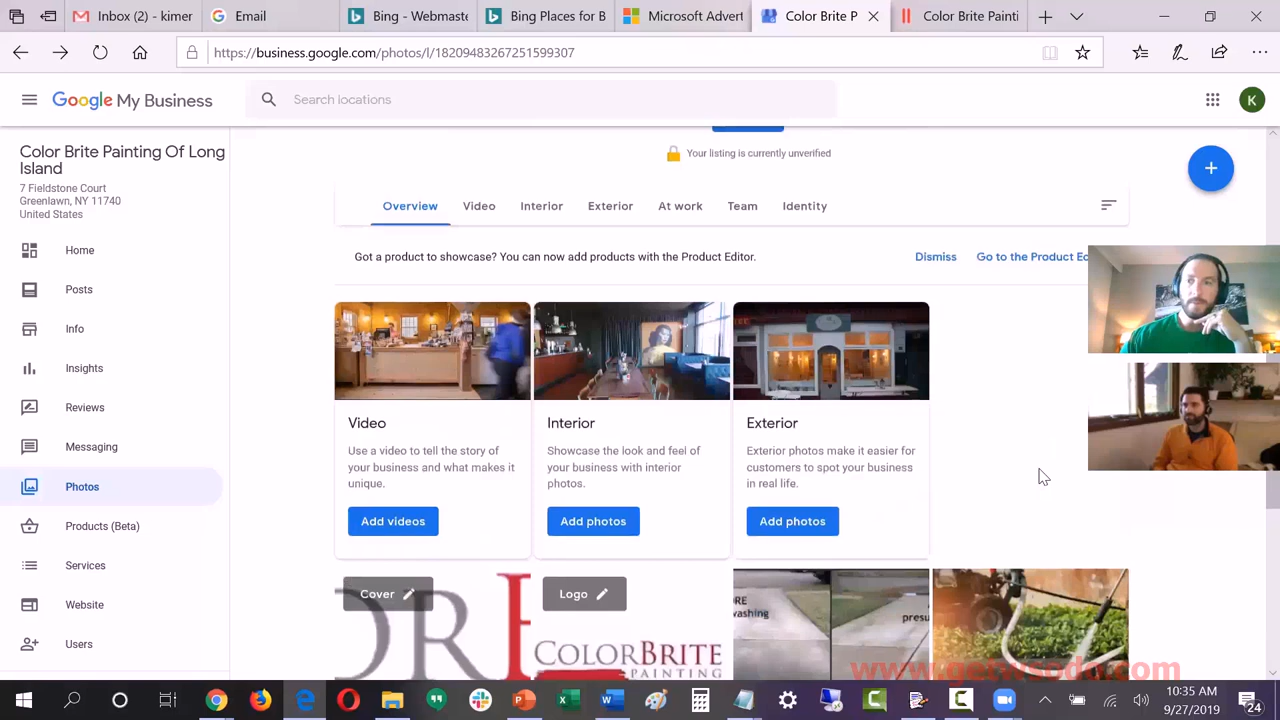 Inbox (2) - kimer
Email
Bing - Webmaste
Bing Places for B
Microsoft Advert
Color Brite P
Color Brite Painti
https://business.google.com/photos/l/18209483267251599307
Google My Business
Search locations
K
Color Brite Painting Of Long
Island
7 Fieldstone Court
Greenlawn, NY 11740
United States
Home
Posts
Info
Insights
Reviews
Messaging
Photos
Products (Beta)
Services
Website
Users
Your listing is currently unverified
Overview Video Interior Exterior At work Team Identity
Got a product to showcase? You can now add products with the Product Editor.
Dismiss
Go to the Product Ed
Video
Use a video to tell the story of
your business and what makes it
unique.
Add videos
Interior
Showcase the look and feel of
your business with interior
photos.
Add photos
Exterior
Exterior photos make it easier for
customers to spot your business
in real life.
Add photos
Cover
Logo
COLORBRITE
PAINTING
ORE
washing
presu
10:35 AM
9/27/2019
24